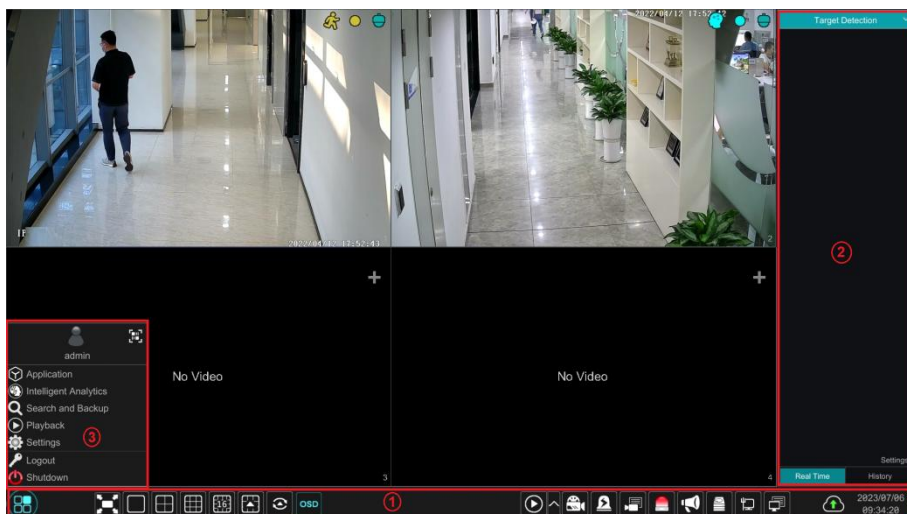 2022/04/12 17:52:43
Target Detection
2
②
No Video
No Video
3
4
admin
Application
Intelligent Analytics
Search and Backup
Playback
Settings
Logout
Shutdown
③
Settings
Real Time
History
16
OSD
①
2023/07/06
09:34:20